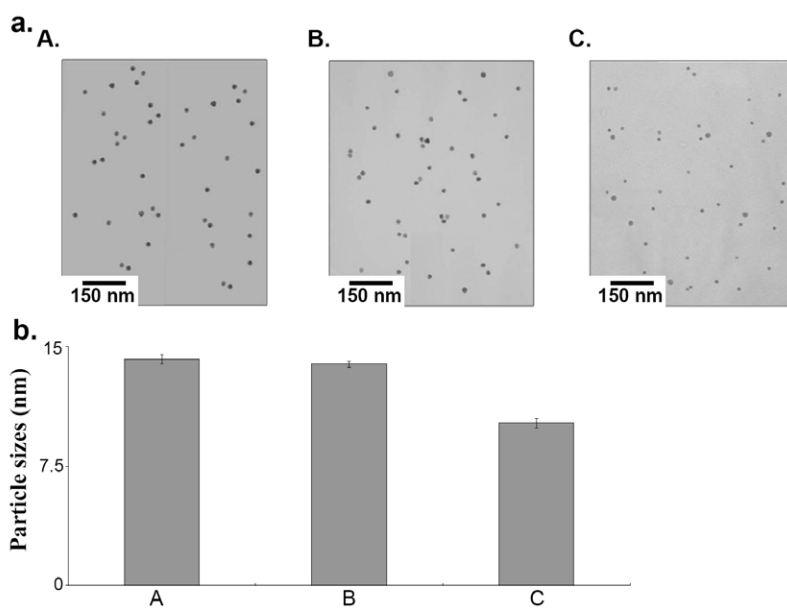 a.
A.
B.
C.
150 nm
150 nm
150 nm
b.
Particle sizes (nm)
15
7.5
0
A
B
C